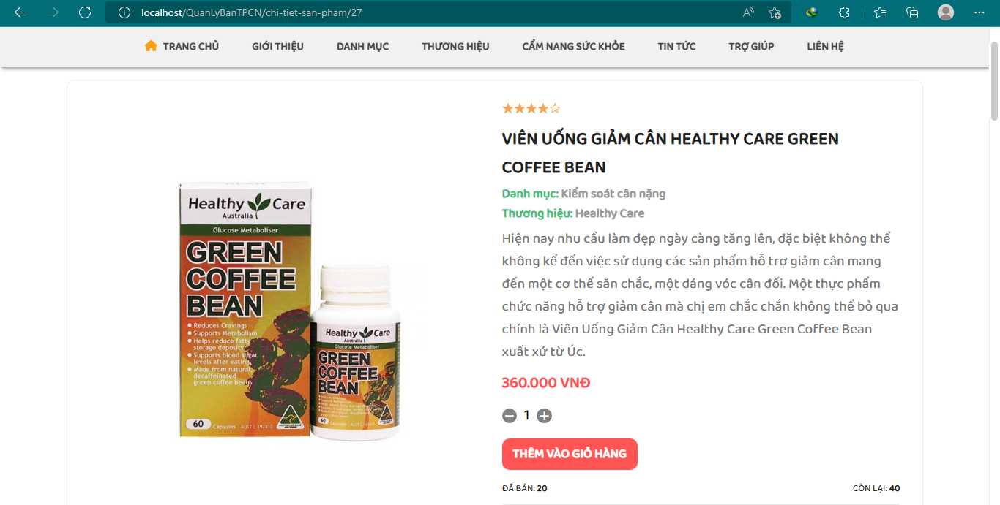 localhost/QuanLyBanTPCN/chi-tiet-san-pham/27
TRANG CHỦ GIỚI THIỆU DANH MỤC THƯƠNG HIỆU CẨM NANG SỨC KHỎE TIN TỨC TRỢ GIÚP LIÊN HỆ
VIÊN UỐNG GIẢM CÂN HEALTHY CARE GREEN
COFFEE BEAN
Danh mục: Kiểm soát cân nặng
Thương hiệu: Healthy Care
Hiện nay nhu cầu làm đẹp ngày càng tăng lên, đặc biệt không thể
không kể đến việc sử dụng các sản phẩm hỗ trợ giảm cân mang
đến một cơ thể săn chắc, một dáng vóc cân đối. Một thực phẩm
chức năng hỗ trợ giảm cân mà chị em chắc chắn không thể bỏ qua
chính là Viên Uống Giảm Cân Healthy Care Green Coffee Bean
xuất xứ từ Úc.
360.000 VNĐ
1
THÊM VÀO GIỎ HÀNG
ĐÃ BÁN: 20
CÒN LẠI: 40
Healthy Care
Australia
Glucose Metaboliser
GREEN
COFFEE
BEAN
Reduces Cravings
Supports Metabolism
Helps reduce fatty
storage deposits
Supports blood sugar
levels after eating
Made from natural,
decaffeinated
green coffee beans
60 Capsules AUST L 197410
Healthy Care
Australia
Glucose Metaboliser
GREEN
COFFEE
BEAN
60 Capsules